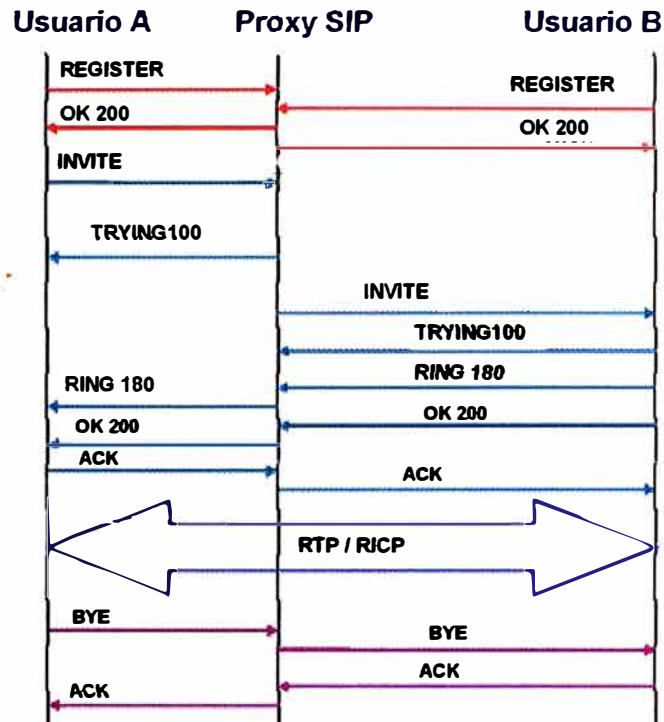 Usuario A Proxy SIP Usuario B
REGISTER
REGISTER
OK 200
OK 200
INVITE
TRYING100
INVITE
TRYING100
RING 180
RING 180
OK 200
OK 200
ACK
ACK
RTP / RICP
BYE
BYE
ACK
ACK